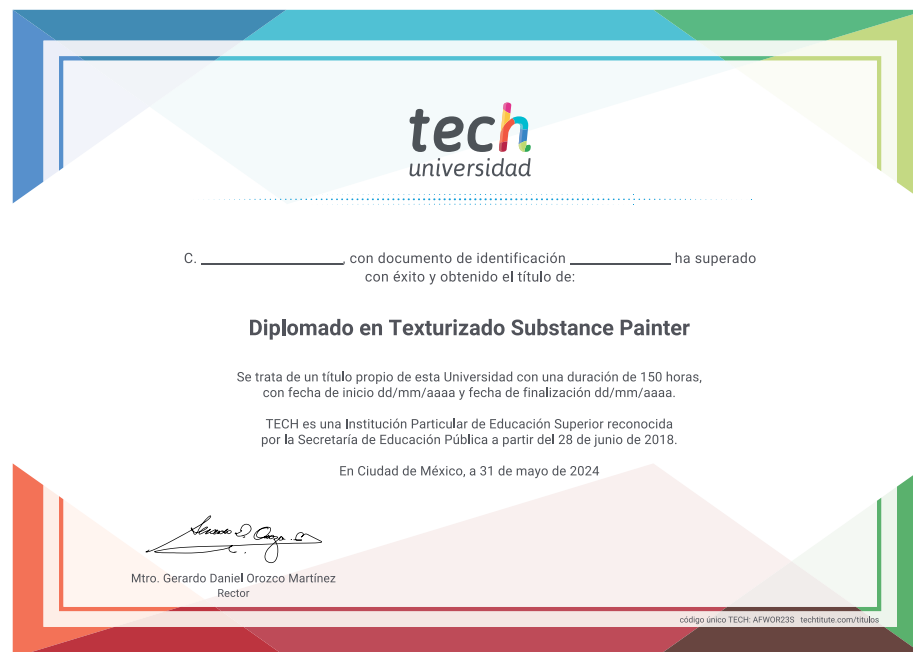 tech
universidad
C. ____________, con documento de identificación ____________ ha superado
con éxito y obtenido el título de:
Diplomado en Texturizado Substance Painter
Se trata de un título propio de esta Universidad con una duración de 150 horas,
con fecha de inicio dd/mm/aaaa y fecha de finalización dd/mm/aaaa.
TECH es una Institución Particular de Educación Superior reconocida
por la Secretaría de Educación Pública a partir del 28 de junio de 2018.
En Ciudad de México, a 31 de mayo de 2024
Mtro. Gerardo Daniel Orozco Martínez
Rector
código único TECH: AFWOR23S techtitute.com/titulos